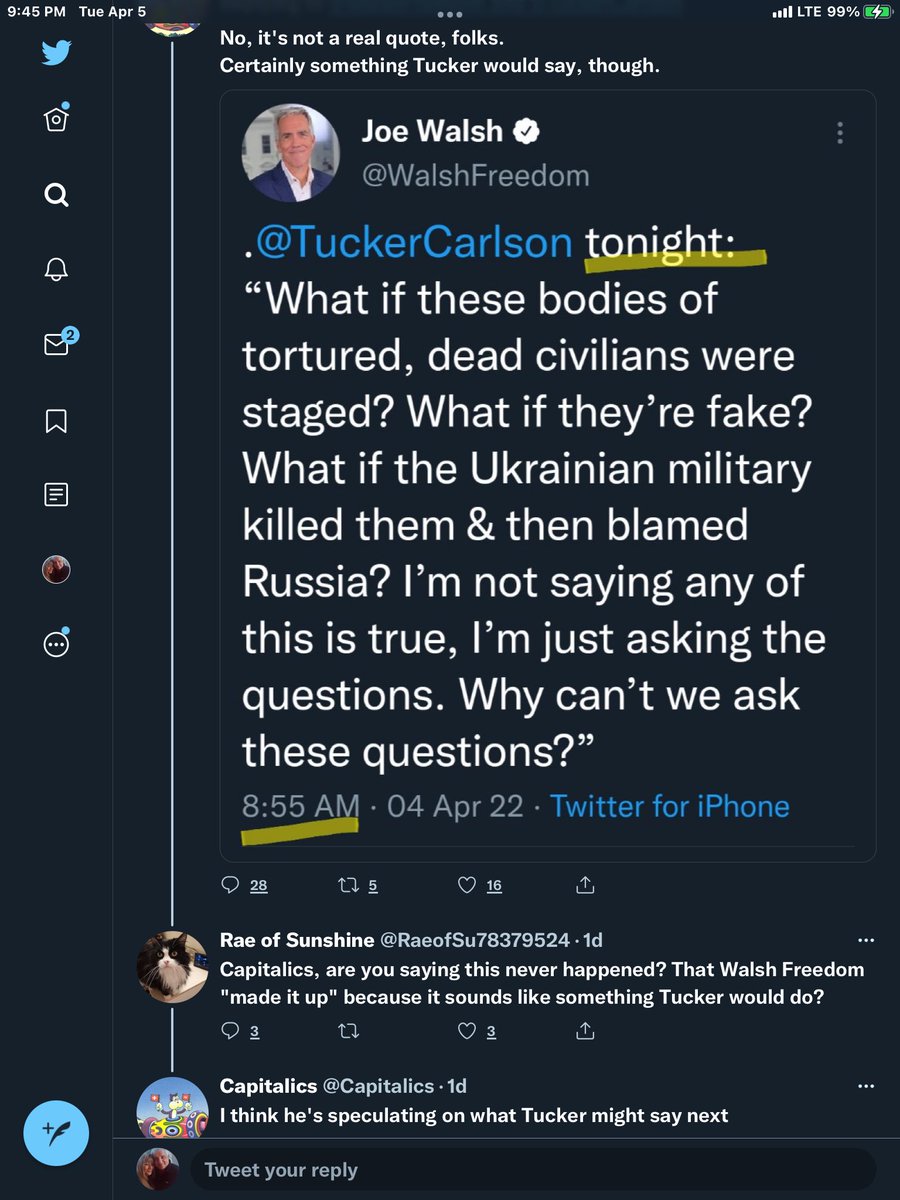 9:45 PM Tue Apr 5
LTE 99%
No, it's not a real quote, folks.
Certainly something Tucker would say, though.
Joe Walsh
@WalshFreedom
.@TuckerCarlson tonight:
“What if these bodies of
tortured, dead civilians were
staged? What if they’re fake?
What if the Ukrainian military
killed them & then blamed
Russia? I’m not saying any of
this is true, I’m just asking the
questions. Why can’t we ask
these questions?”
8:55 AM · 04 Apr 22 · Twitter for iPhone
28 5 16
2
Rae of Sunshine @RaeofSu78379524 · 1d
Capitalics, are you saying this never happened? That Walsh Freedom
"made it up" because it sounds like something Tucker would do?
3 3
Capitalics @Capitalics · 1d
I think he's speculating on what Tucker might say next
Tweet your reply